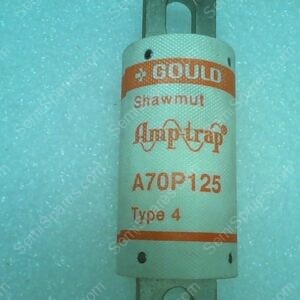 GOULD
Shawmut
Amp-trap®
A70P125
Type 4